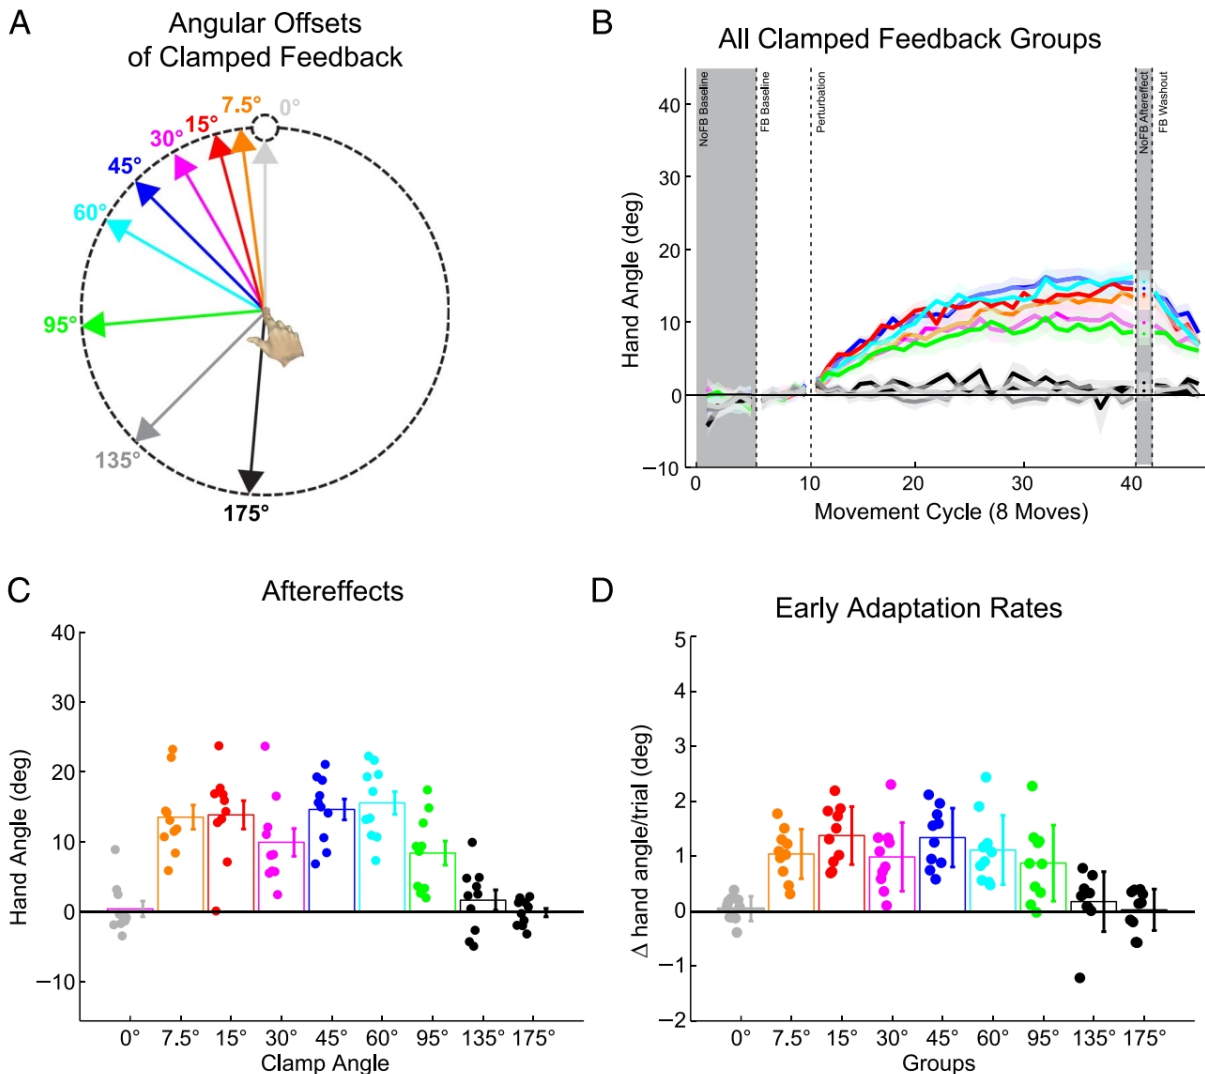 A
Angular Offsets
of Clamped Feedback
0°
7.5°
15°
30°
45°
60°
95°
135°
175°
B
All Clamped Feedback Groups
NoFB Baseline
FB Baseline
Perturbation
NoFB Aftereffect
FB Washout
Hand Angle (deg)
40
30
20
10
0
−10
0
10
20
30
40
Movement Cycle (8 Moves)
C
Aftereffects
Hand Angle (deg)
40
30
20
10
0
−10
0°
7.5°
15°
30°
45°
60°
95°
135°
175°
Clamp Angle
D
Early Adaptation Rates
Δ hand angle/trial (deg)
5
4
3
2
1
0
−1
−2
0°
7.5°
15°
30°
45°
60°
95°
135°
175°
Groups